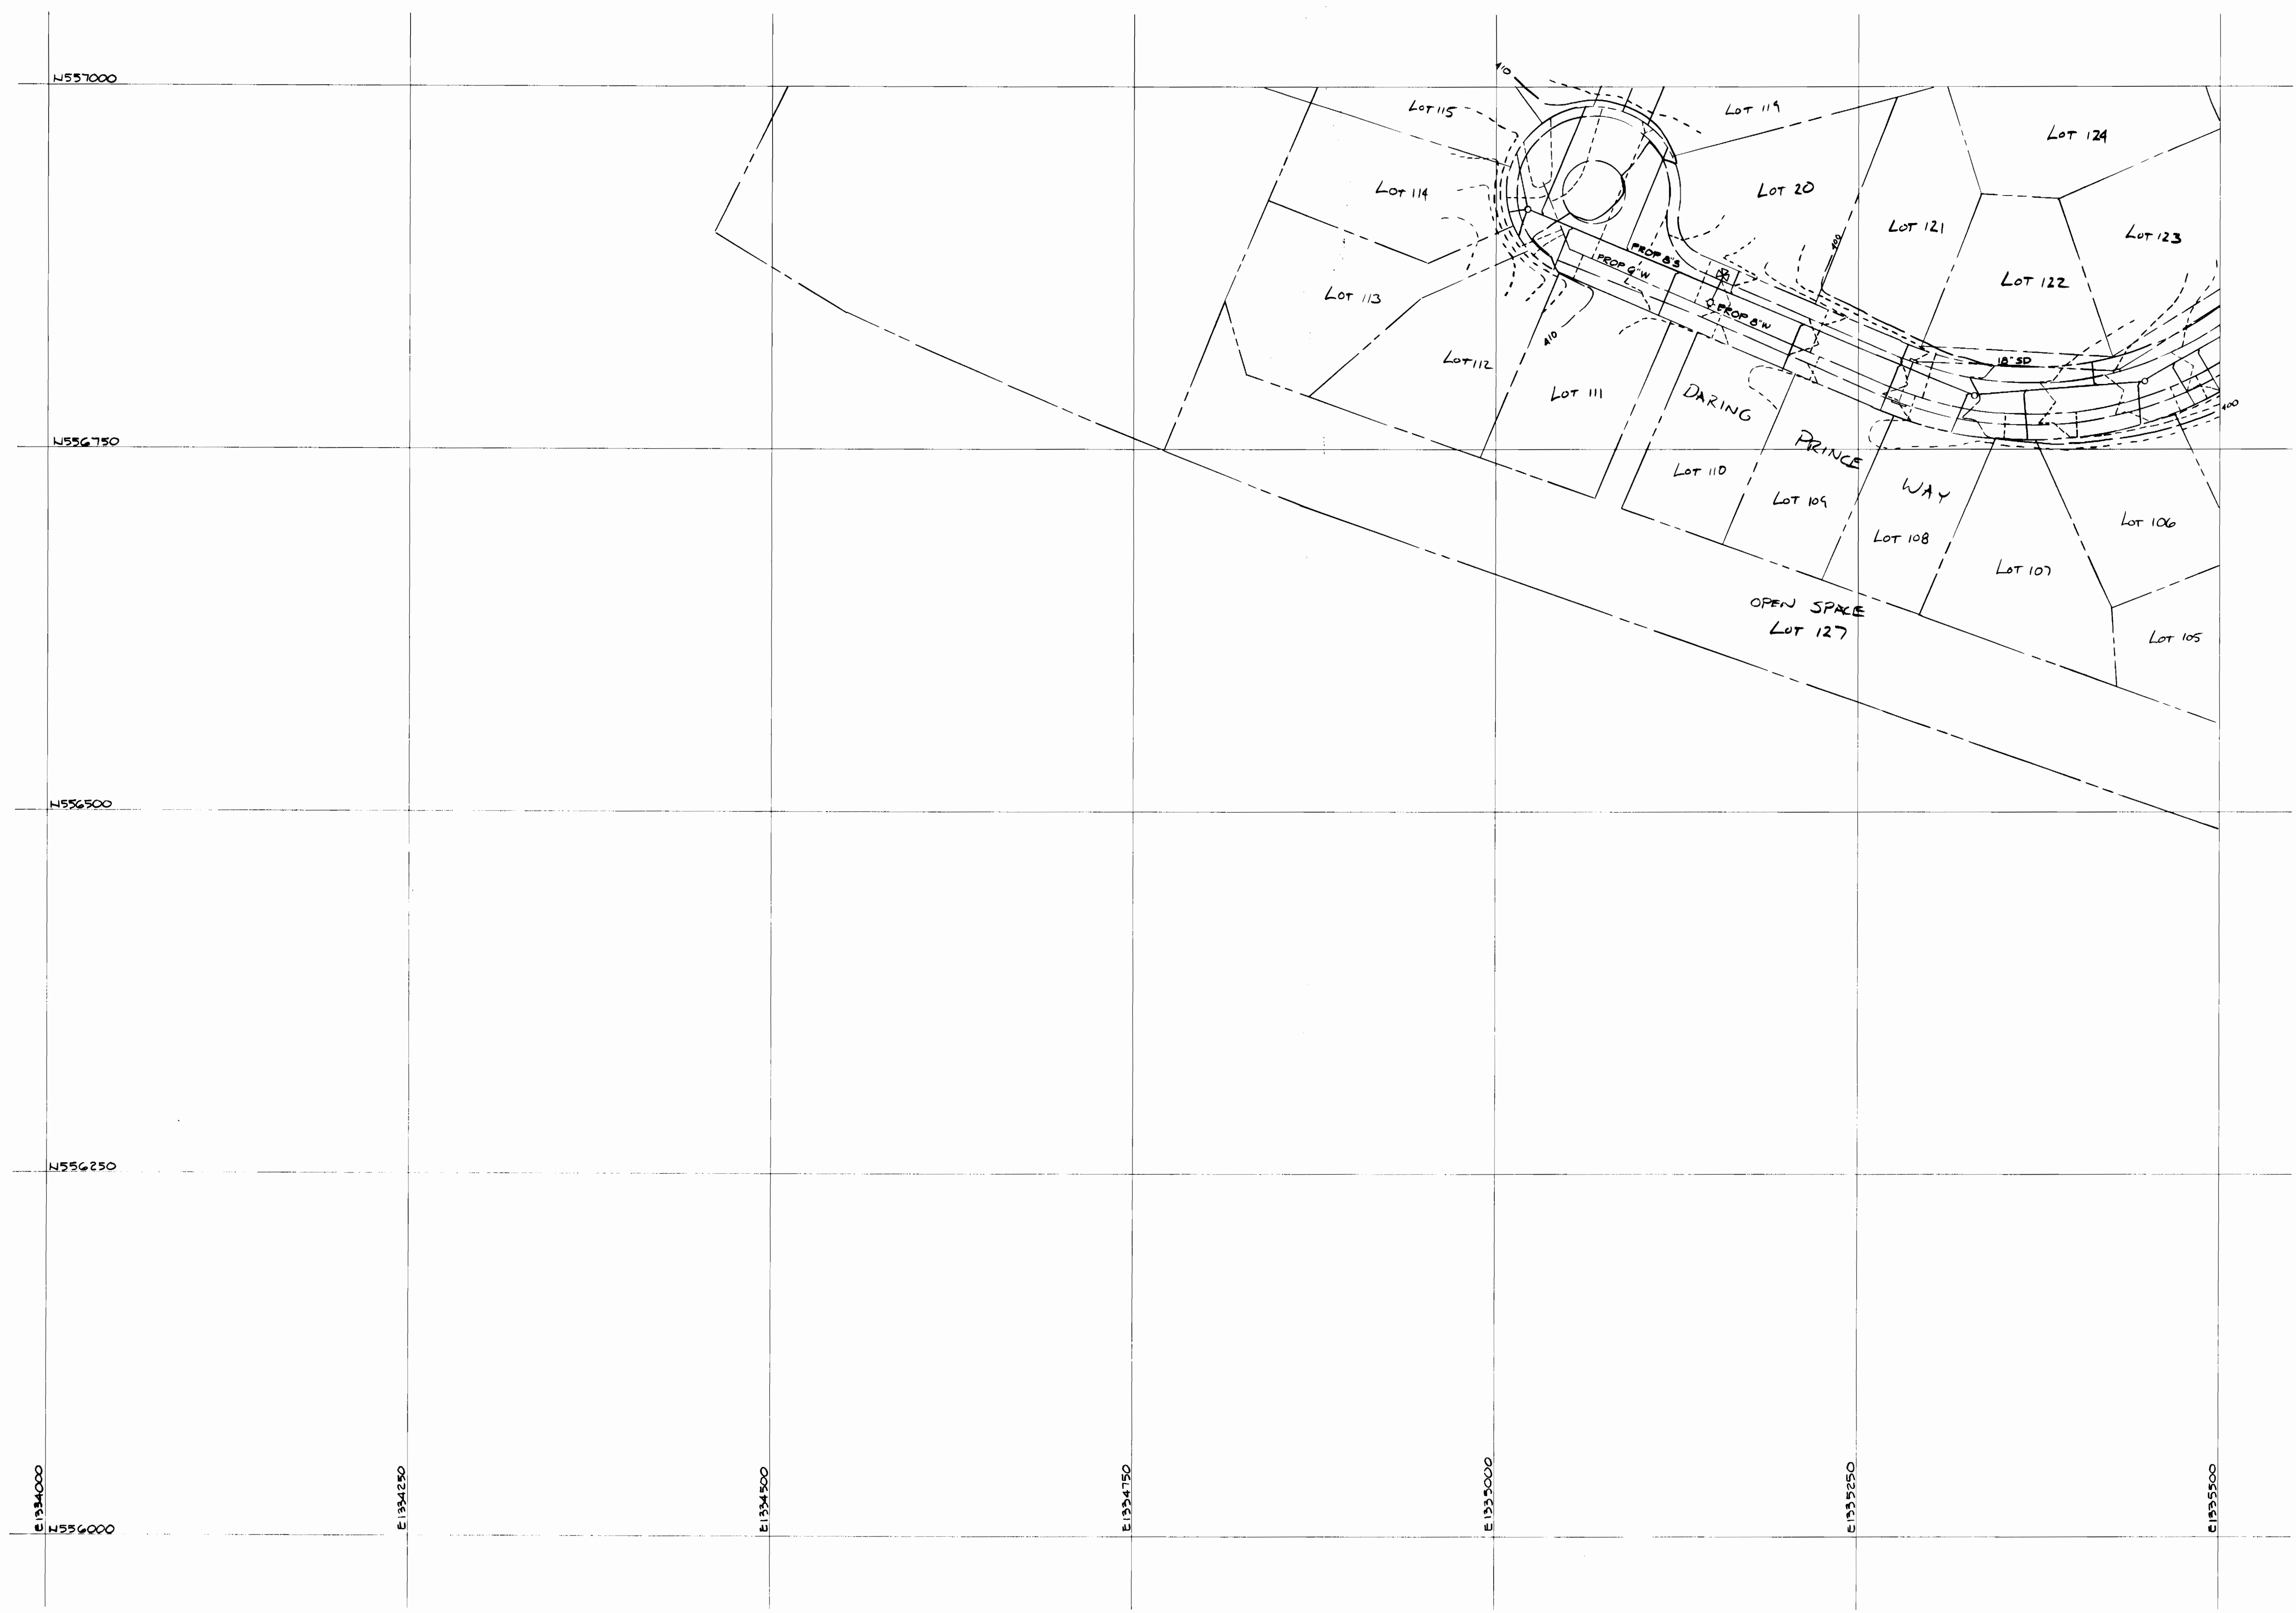 N557000
410
LOT 115
LOT 119
LOT 124
LOT 114
LOT 20
LOT 121
LOT 123
400
PROP 8"S
PROP 9"W
LOT 122
LOT 113
PROP 8"W
410
LOT 112
18" SD
LOT 111
DARING
400
N556750
PRINCE
LOT 110
WAY
LOT 109
LOT 106
LOT 108
LOT 107
OPEN SPACE
LOT 127
LOT 105
N556500
N556250
E1334000
E1334250
E1334500
E1334750
E1335000
E1335250
E1335500
N556000